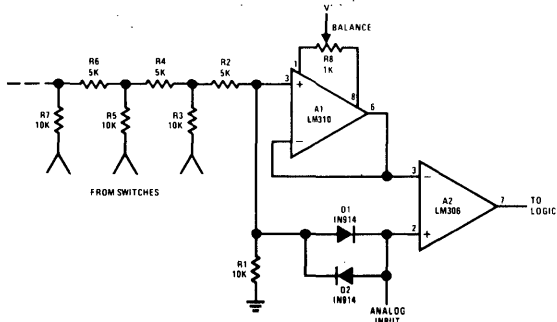 V+
BALANCE
R8
1K
R6
5K
R4
5K
R2
5K
1
3
+
A1
LM310
8
6
−
R7
10K
R5
10K
R3
10K
FROM SWITCHES
3
−
A2
LM306
7
TO
LOGIC
2
+
D1
IN914
R1
10K
D2
IN914
ANALOG
INPUT